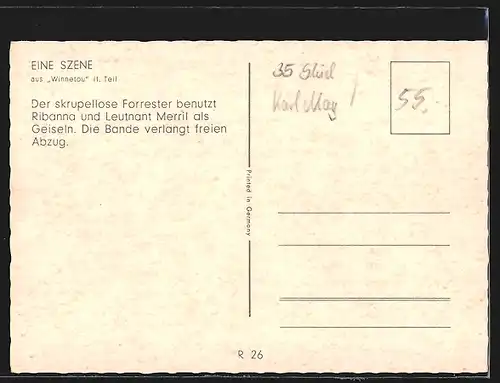 EINE SZENE
aus „Winnetou" II. Teil
Der skrupellose Forrester benutzt
Ribanna und Leutnant Merril als
Geiseln. Die Bande verlangt freien
Abzug.
Printed in Germany
35 Stück
Karl May
55.
R 26